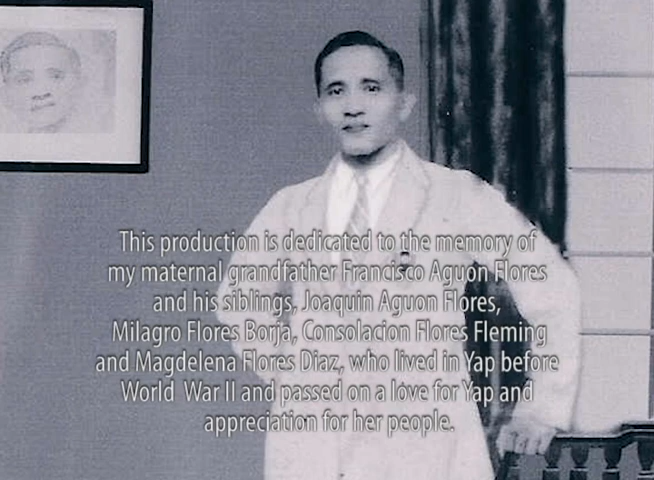 This production is dedicated to the memory of
my maternal grandfather Francisco Aguon Flores
and his siblings, Joaquin Aguon Flores,
Milagro Flores Borja, Consolacion Flores Fleming
and Magdelena Flores Diaz, who lived in Yap before
World War II and passed on a love for Yap and
appreciation for her people.